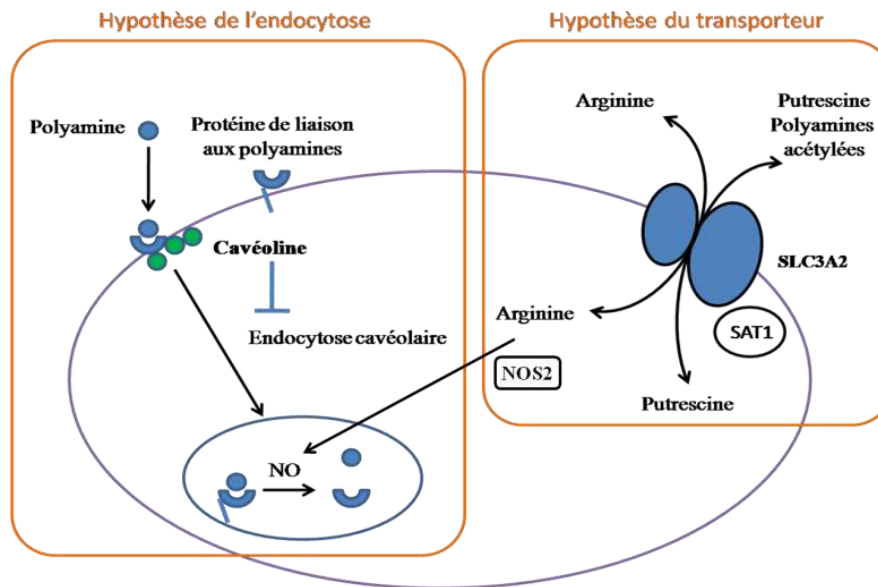 Hypothèse de l'endocytose
Hypothèse du transporteur
Polyamine
Protéine de liaison
aux polyamines
Arginine
Putrescine
Polyamines
acétylées
Cavéoline
SLC3A2
Endocytose cavéolaire
Arginine
SAT1
NOS2
Putrescine
NO